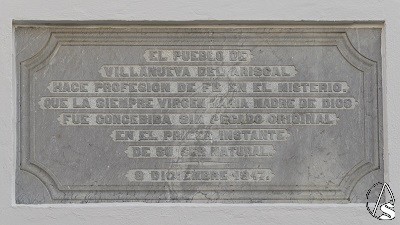 EL PUEBLO DE
VILLANUEVA DEL ARISCAL
HACE PROFESIÓN DE FE EN EL MISTERIO,
QUE LA SIEMPRE VIRGEN MARIA MADRE DE DIOS
FUE CONCEBIDA SIN PECADO ORIGINAL
EN EL PRIMER INSTANTE
DE SU SER NATURAL.
8 DICIEMBRE 1947.